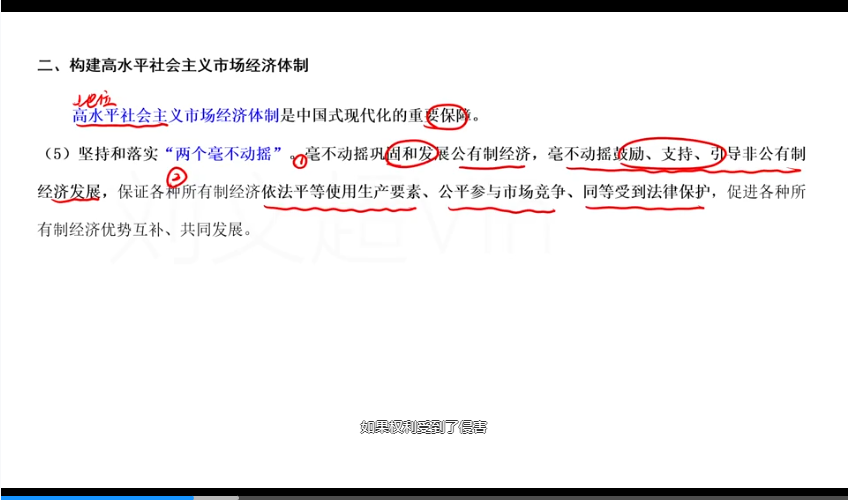 二、构建高水平社会主义市场经济体制
地位
高水平社会主义市场经济体制是中国式现代化的重要保障。
（5）坚持和落实“两个毫不动摇”。①毫不动摇巩固和发展公有制经济，毫不动摇鼓励、支持、引导非公有制
②
经济发展，保证各种所有制经济依法平等使用生产要素、公平参与市场竞争、同等受到法律保护，促进各种所
有制经济优势互补、共同发展。
如果权利受到了侵害